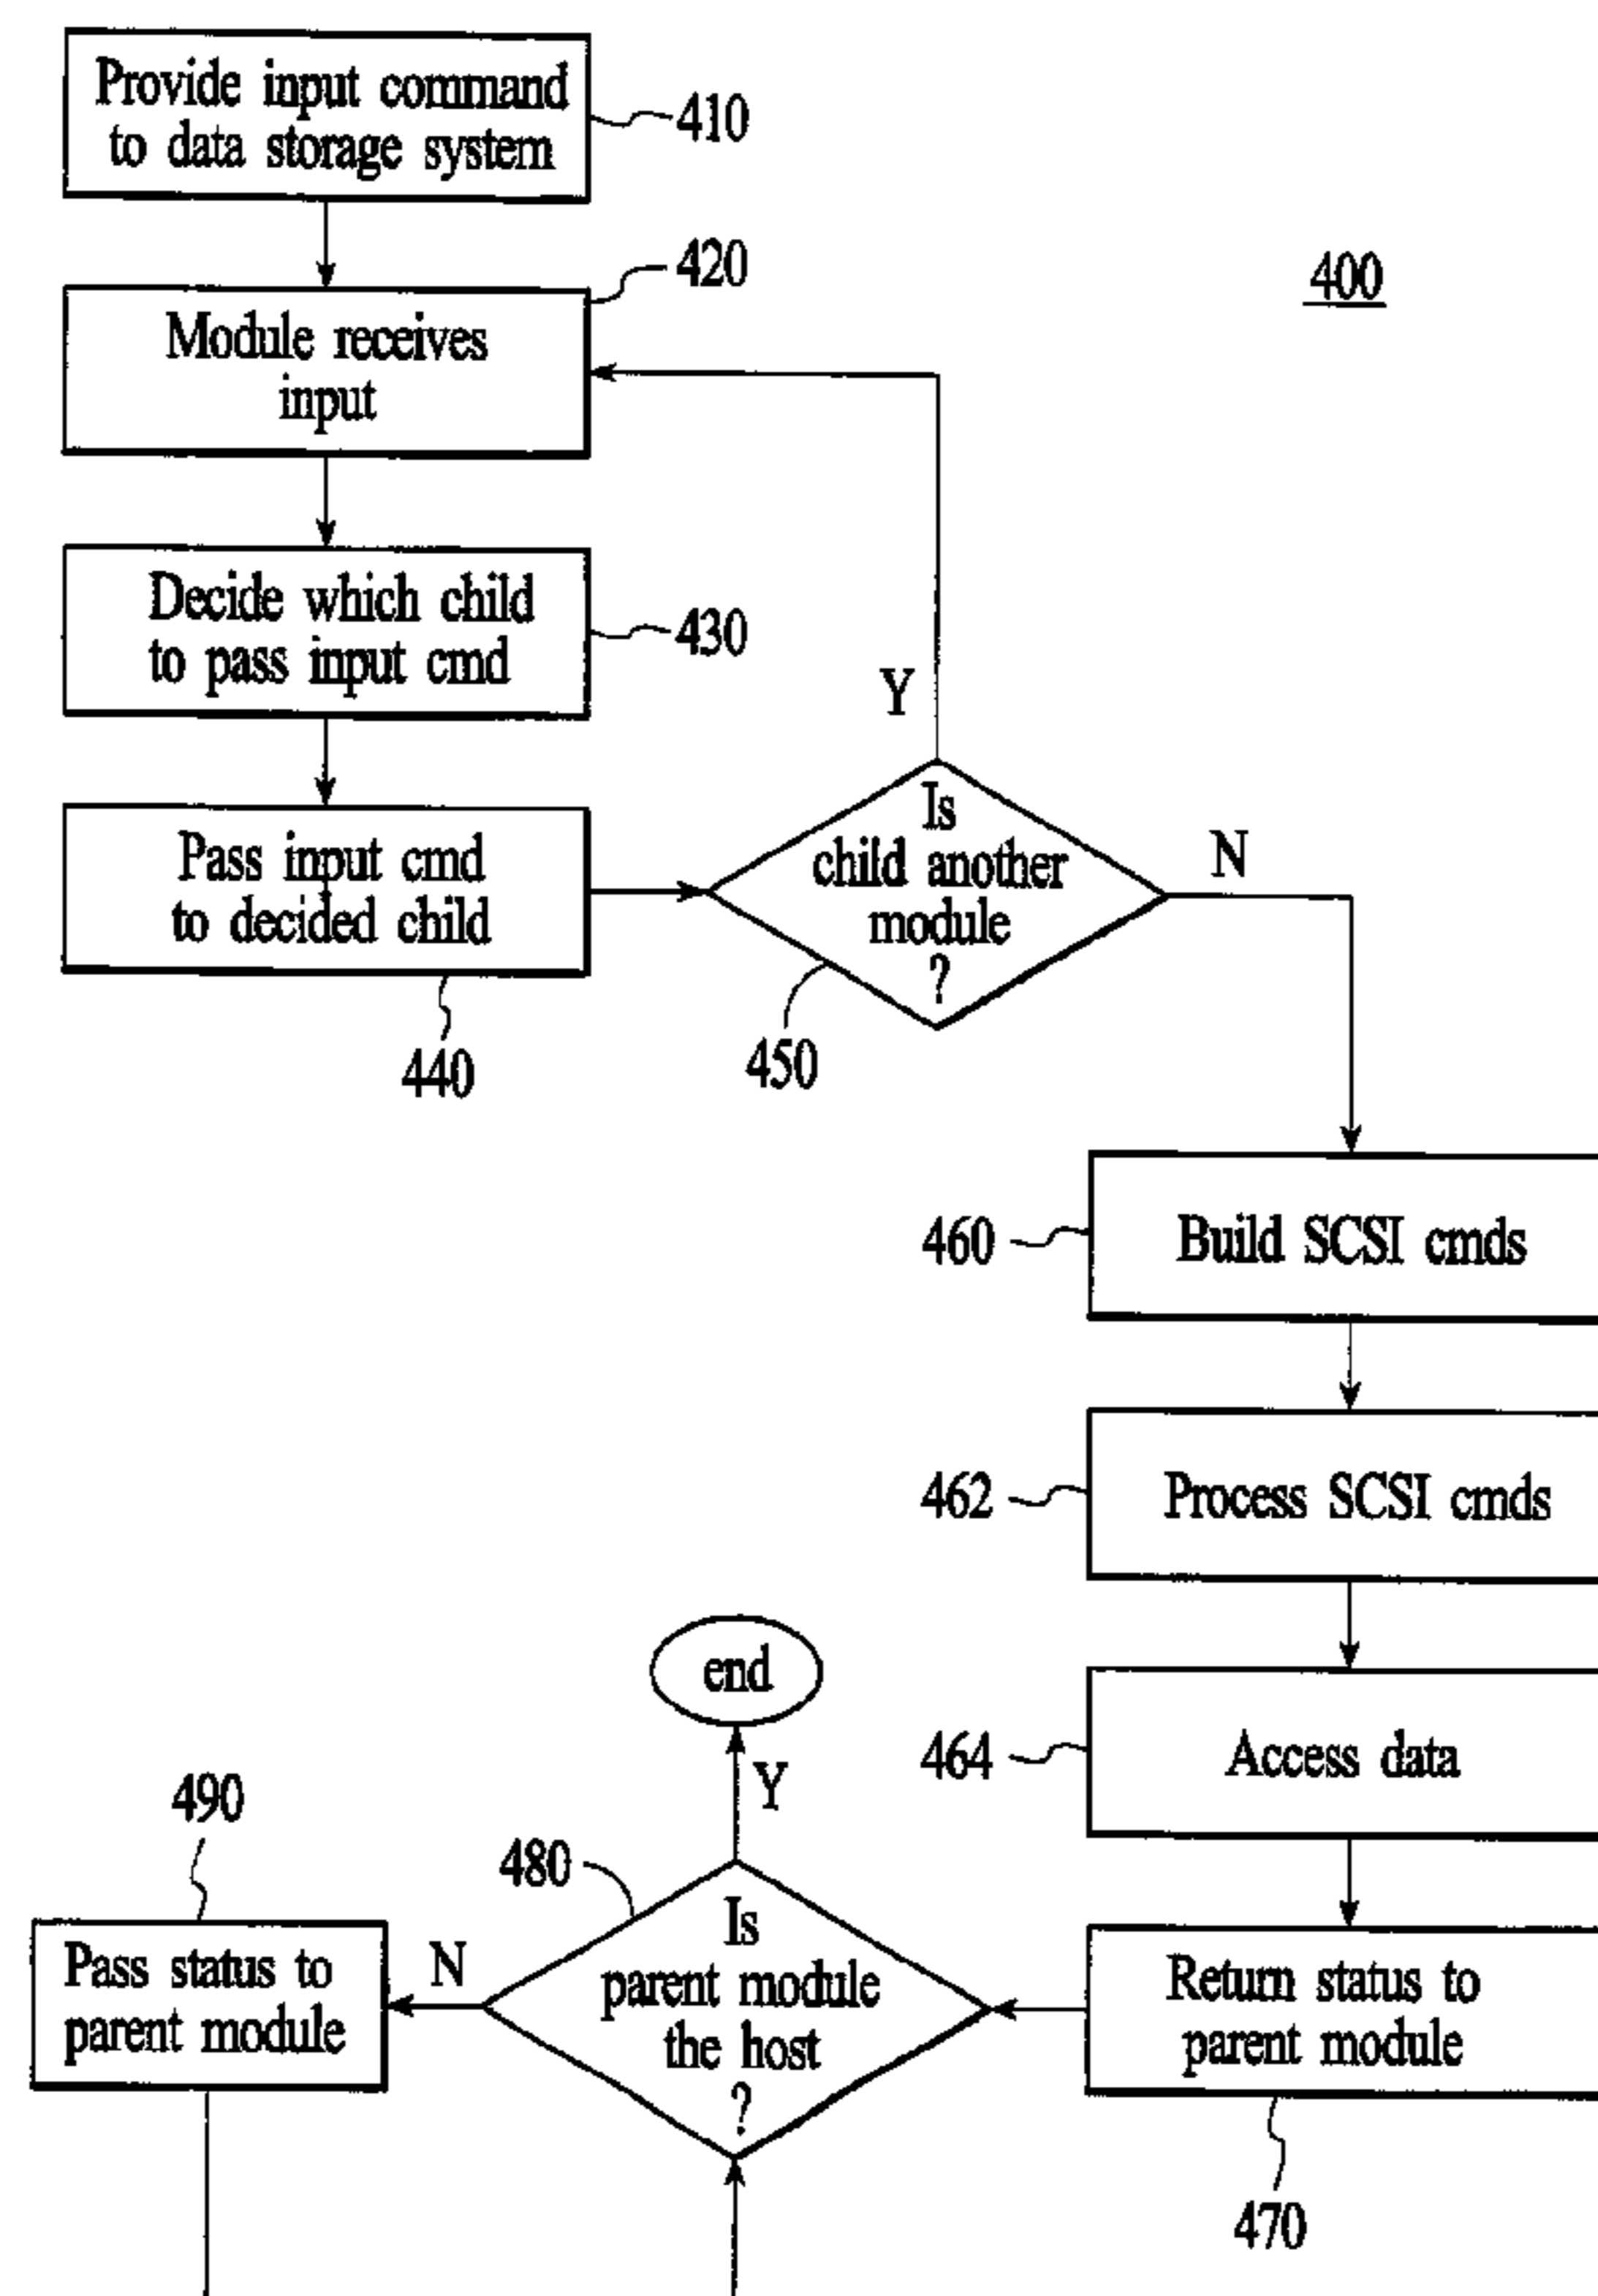 Provide input command
to data storage system
410
420
400
Module receives
input
Decide which child
to pass input cmd
430
Y
Pass input cmd
to decided child
440
Is
child another
module
?
450
N
460
Build SCSI cmds
462
Process SCSI cmds
end
464
Access data
Y
490
480
Pass status to
parent module
N
Is
parent module
the host
?
Return status to
parent module
470